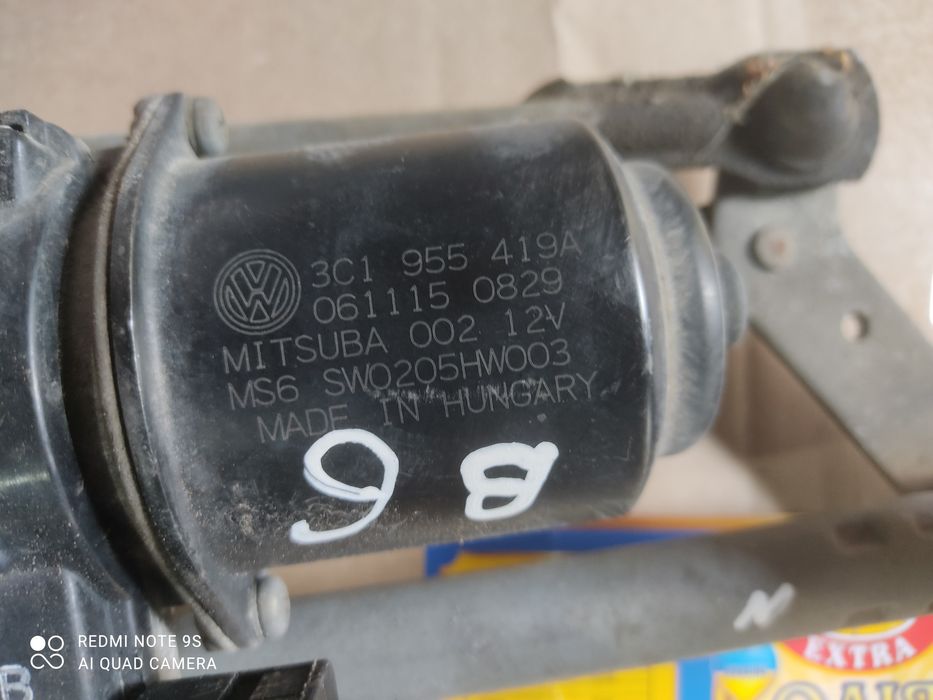 3C1 955 419A
061115 0829
MITSUBA 002 12V
MS6 SW0205HW003
MADE IN HUNGARY
B6
N
REDMI NOTE 9S
AI QUAD CAMERA
B
EXTRA